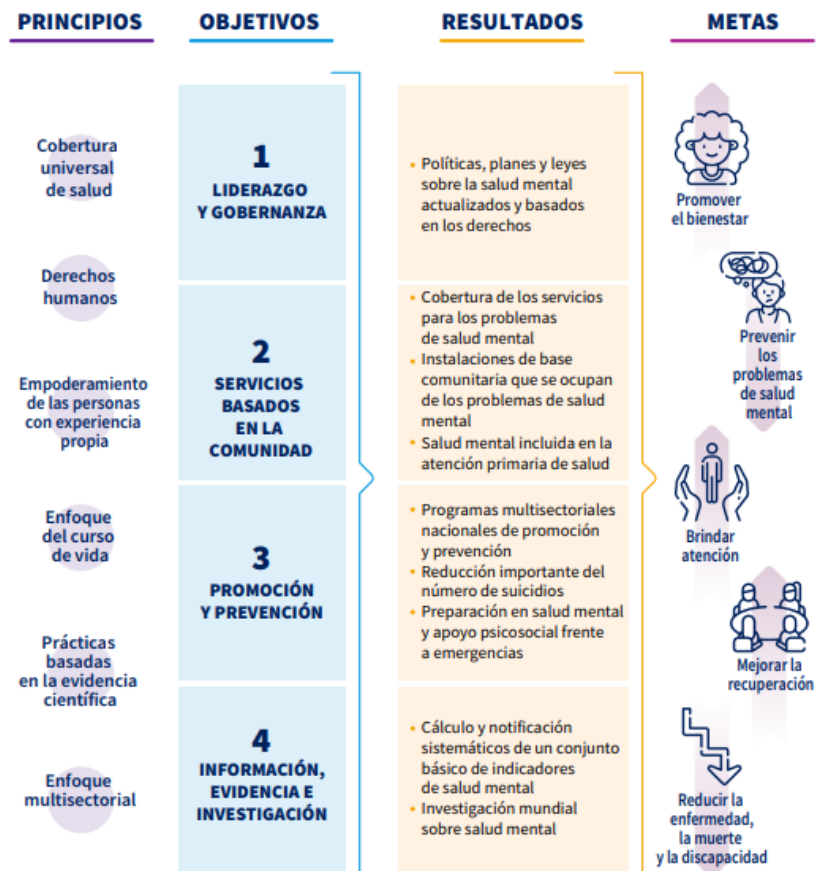 PRINCIPIOS
OBJETIVOS
RESULTADOS
METAS
Cobertura
universal
de salud
Derechos
humanos
Empoderamiento
de las personas
con experiencia
propia
Enfoque
del curso
de vida
Prácticas
basadas
en la evidencia
científica
Enfoque
multisectorial
1
LIDERAZGO
Y GOBERNANZA
2
SERVICIOS
BASADOS
EN LA
COMUNIDAD
3
PROMOCIÓN
Y PREVENCIÓN
4
INFORMACIÓN,
EVIDENCIA E
INVESTIGACIÓN
• Políticas, planes y leyes
sobre la salud mental
actualizados y basados
en los derechos
• Cobertura de los servicios
para los problemas
de salud mental
• Instalaciones de base
comunitaria que se ocupan
de los problemas de salud
mental
• Salud mental incluida en la
atención primaria de salud
• Programas multisectoriales
nacionales de promoción
y prevención
• Reducción importante del
número de suicidios
• Preparación en salud mental
y apoyo psicosocial frente
a emergencias
• Cálculo y notificación
sistemáticos de un conjunto
básico de indicadores
de salud mental
• Investigación mundial
sobre salud mental
Promover
el bienestar
Prevenir
los
problemas
de salud
mental
Brindar
atención
Mejorar la
recuperación
Reducir la
enfermedad,
la muerte
y la discapacidad